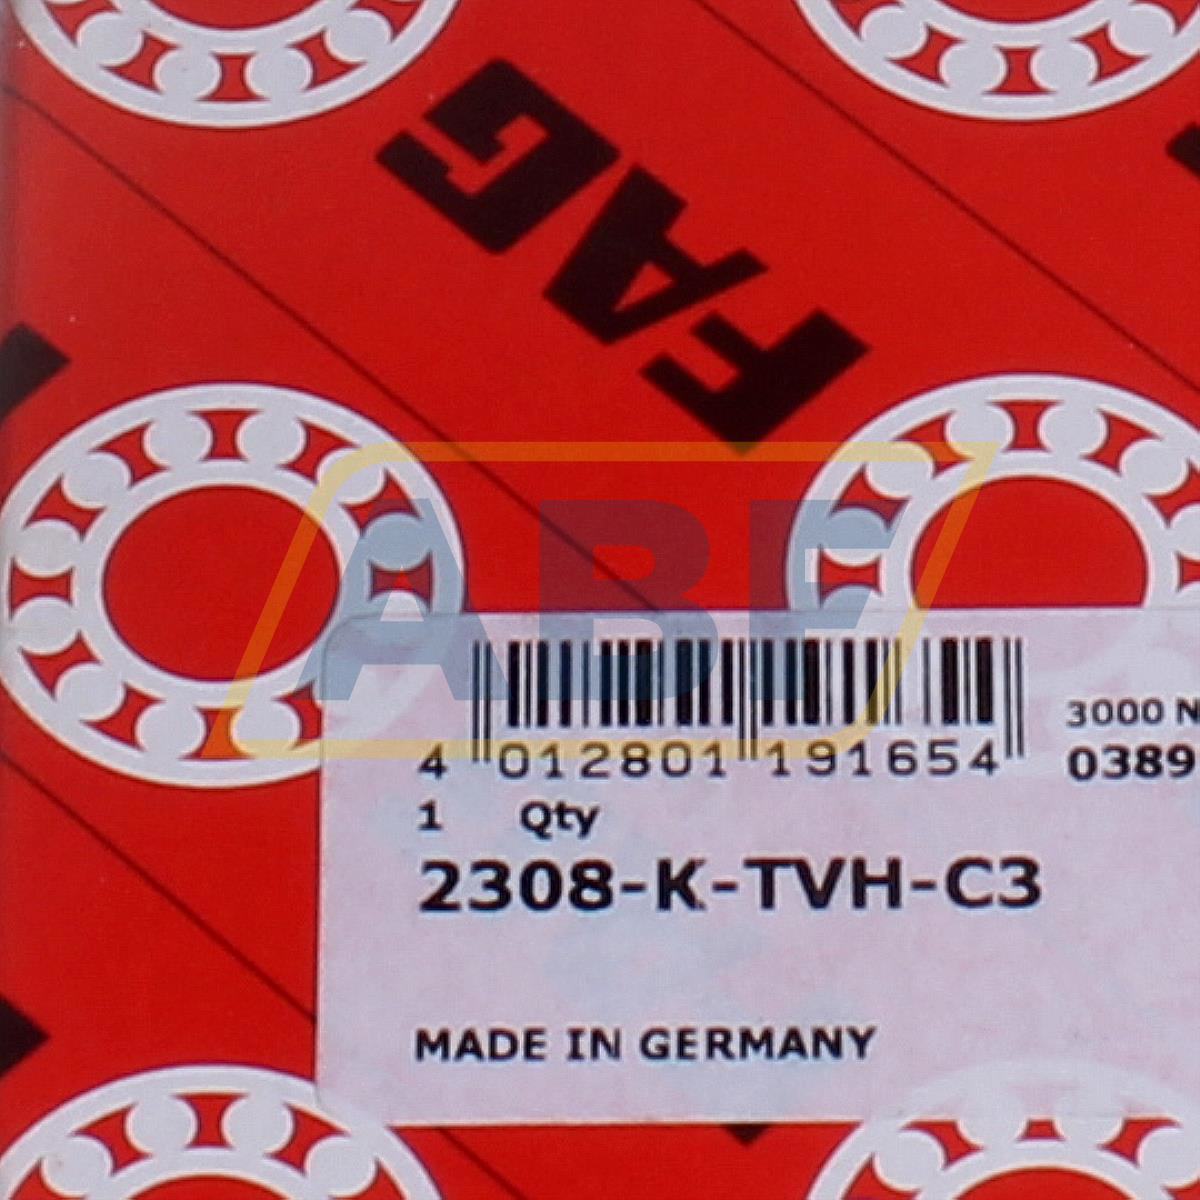 FAG
ABF
3000 N
4 012801 191654
0389
1 Qty
2308-K-TVH-C3
MADE IN GERMANY